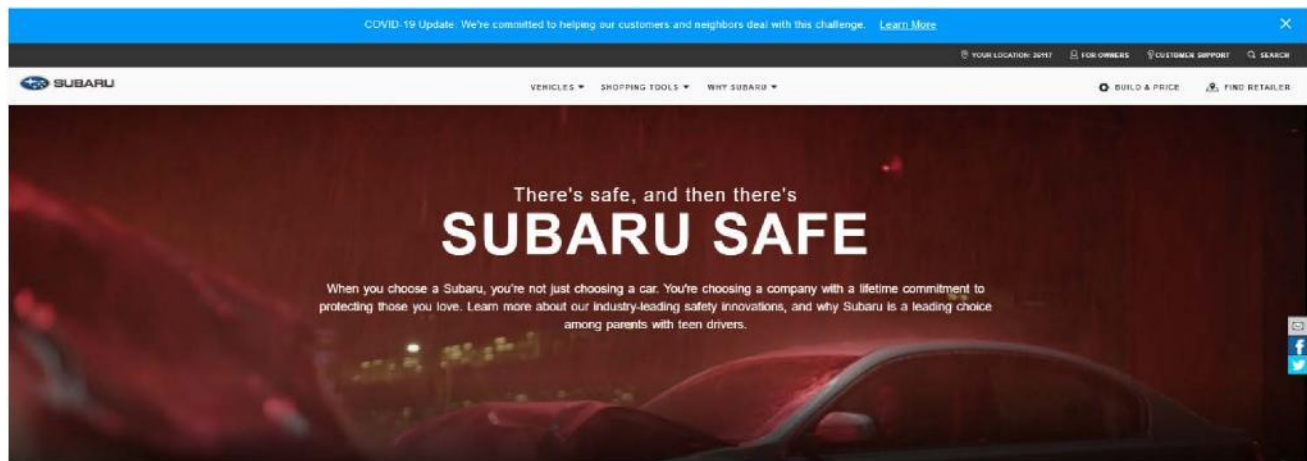 COVID-19 Update: We're committed to helping our customers and neighbors deal with this challenge. Learn More
YOUR LOCATION: 26117 FOR OWNERS CUSTOMER SUPPORT SEARCH
SUBARU VEHICLES SHOPPING TOOLS WHY SUBARU BUILD & PRICE FIND RETAILER
There's safe, and then there's
SUBARU SAFE
When you choose a Subaru, you're not just choosing a car. You're choosing a company with a lifetime commitment to
protecting those you love. Learn more about our industry-leading safety innovations, and why Subaru is a leading choice
among parents with teen drivers.